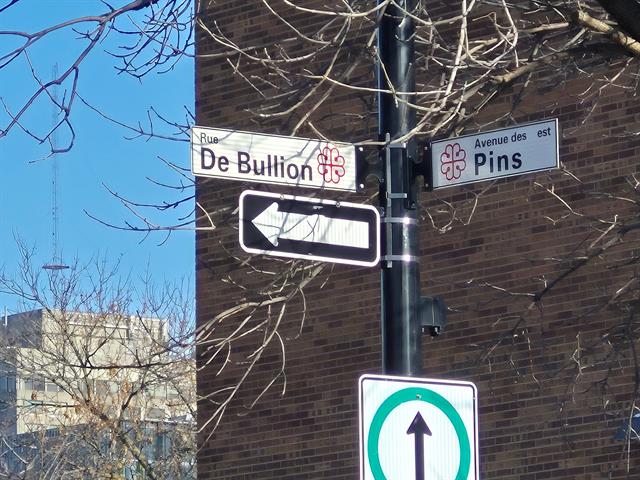 Rue
De Bullion
Avenue des est
Pins